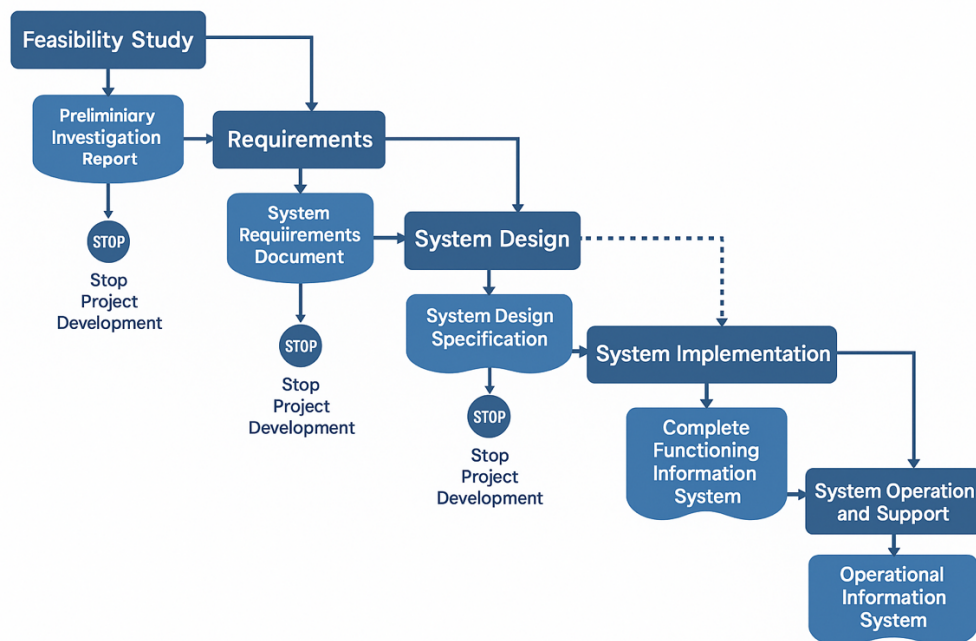 Feasibility Study
Preliminiary
Investigation
Report
STOP
Stop
Project
Development
Requirements
System
Requiirements
Document
STOP
Stop
Project
Development
System Design
System Design
Specification
STOP
Stop
Project
Development
System Implementation
Complete
Functioning
Information
System
System Operation
and Support
Operational
Information
System